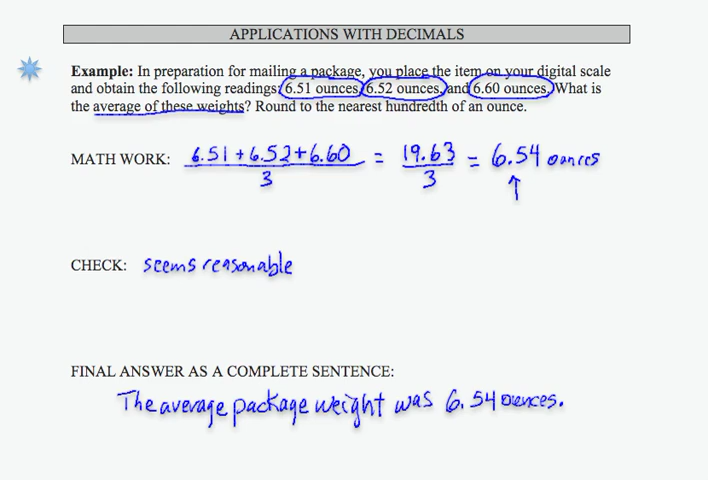 APPLICATIONS WITH DECIMALS
Example: In preparation for mailing a package, you place the item on your digital scale
and obtain the following readings: 6.51 ounces, 6.52 ounces, and 6.60 ounces. What is
the average of these weights? Round to the nearest hundredth of an ounce.
MATH WORK: 6.51 + 6.52 + 6.60 / 3 = 19.63 / 3 = 6.54 ounces
CHECK: seems reasonable
FINAL ANSWER AS A COMPLETE SENTENCE:
The average package weight was 6.54 ounces.